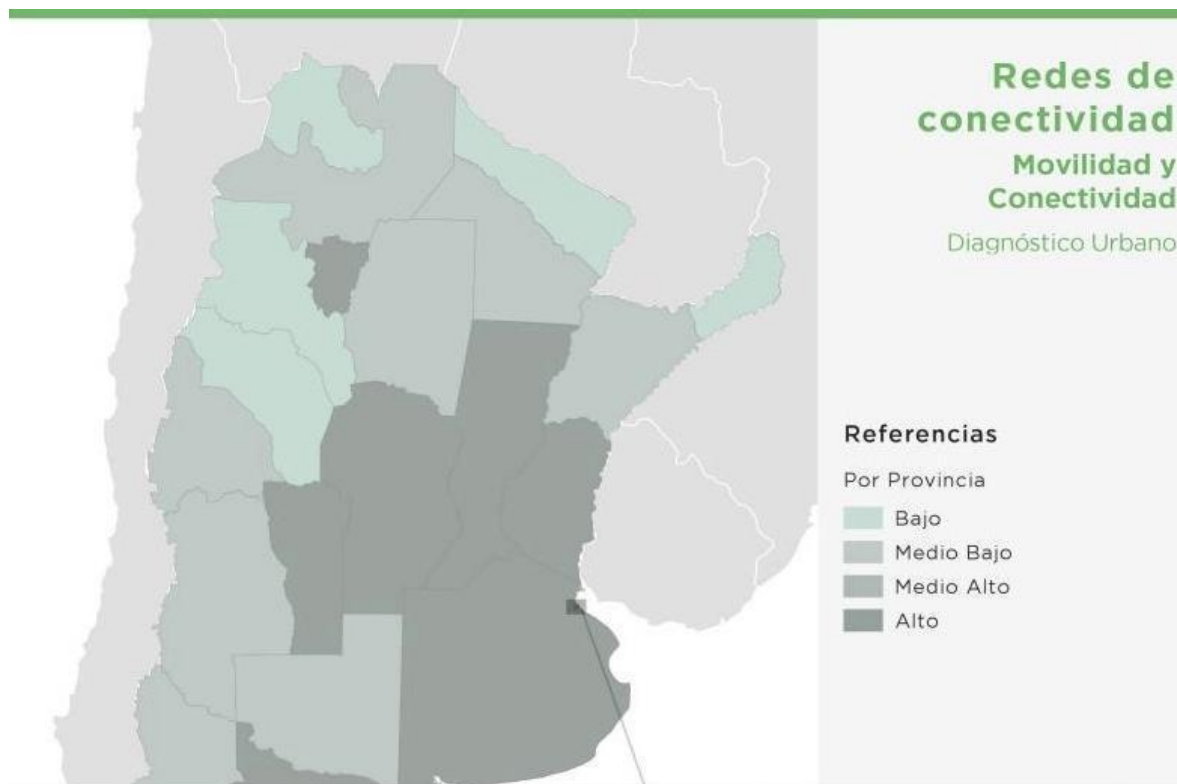 Redes de
conectividad
Movilidad y
Conectividad
Diagnóstico Urbano
Referencias
Por Provincia
Bajo
Medio Bajo
Medio Alto
Alto